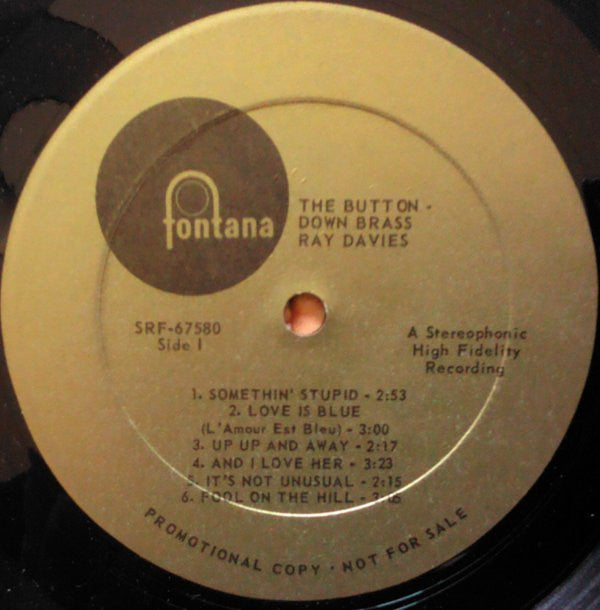 fontana
THE BUTTON -
DOWN BRASS
RAY DAVIES
SRF-67580
Side 1
A Stereophonic
High Fidelity
Recording
1. SOMETHIN' STUPID - 2:53
2. LOVE IS BLUE
(L'Amour Est Bleu) - 3:00
3. UP UP AND AWAY - 2:17
4. AND I LOVE HER - 3:23
5. IT'S NOT UNUSUAL - 2:15
6. FOOL ON THE HILL -
PROMOTIONAL COPY · NOT FOR SALE